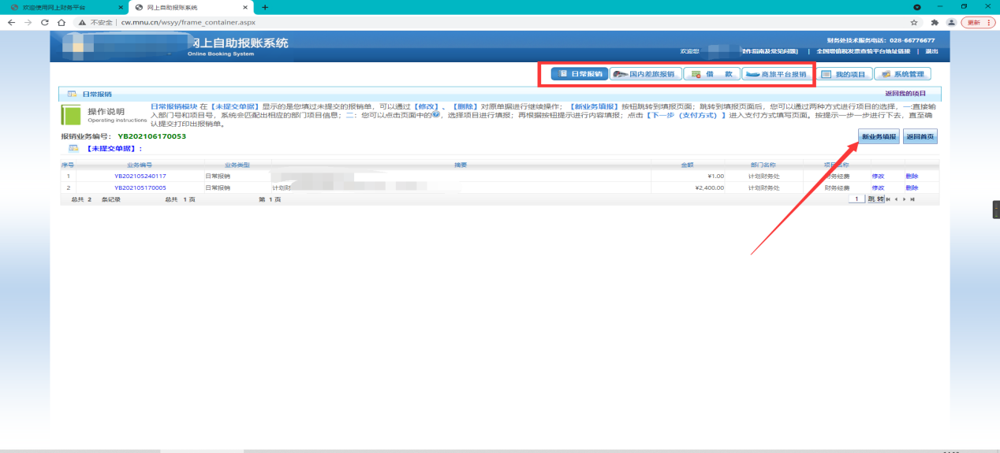 欢迎使用网上财务平台
网上自助报账系统
不安全 | cw.mnu.cn/wsyy/frame_container.aspx
更新
网上自助报账系统
Online Booking System
财务处技术服务电话：028-66776677
欢迎您
操作指南及常见问题] | 全国增值税发票查验平台地址链接 | 退出
日常报销 国内差旅报销 借 款 商旅平台报销 我的项目 系统管理
日常报销 返回我的项目
操作说明
Operating instructions
日常报销模块 在【未提交单据】显示的是您填过未提交的报销单，可以通过【修改】、【删除】对原单据进行继续操作；【新业务填报】按钮跳转到填报页面；跳转到填报页面后，您可以通过两种方式进行项目的选择，一:直接输
入部门号和项目号，系统会匹配出相应的部门项目信息；二：您可以点击页面中的，选择项目进行填报；再根据按钮提示进行内容填报；点击【下一步（支付方式）】进入支付方式填写页面。按提示一步一步进行下去，直至确
认提交打印出报销单。
报销业务编号： YB202106170053
新业务填报 返回首页
【未提交单据】：
序号 业务编号 业务类型 摘要 金额 部门名称 项目名称
1 YB202105240117 日常报销 ¥1.00 计划财务处 财务经费 修改 删除
2 YB202105170005 日常报销 计划财 ¥2,400.00 计划财务处 财务经费 修改 删除
总共 2 条记录 总共 1 页 第 1 页 1 跳 转